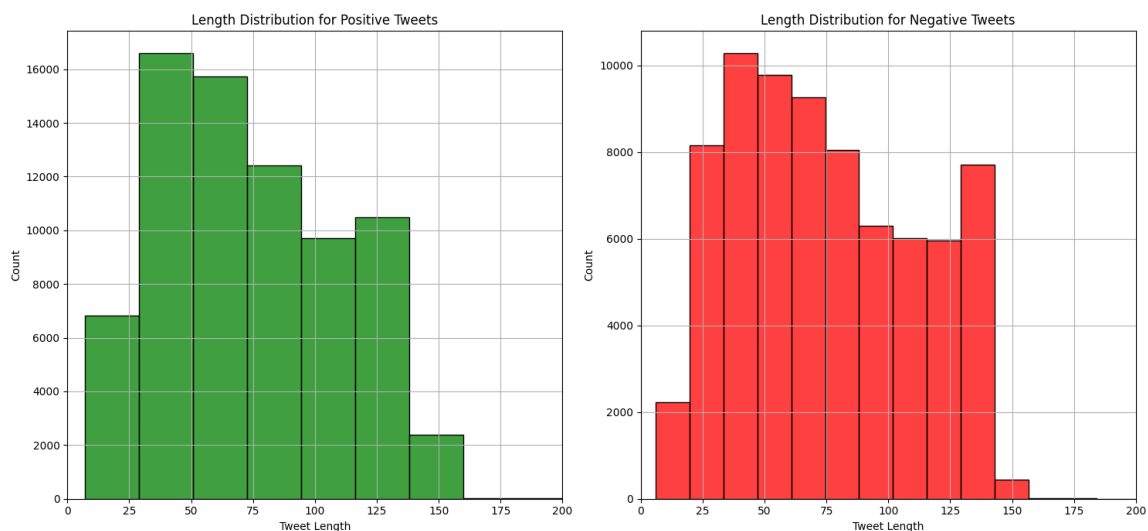 Length Distribution for Positive Tweets
16000
14000
12000
10000
8000
6000
4000
2000
0
Count
0 25 50 75 100 125 150 175 200
Tweet Length
Length Distribution for Negative Tweets
10000
8000
6000
4000
2000
0
Count
0 25 50 75 100 125 150 175 200
Tweet Length